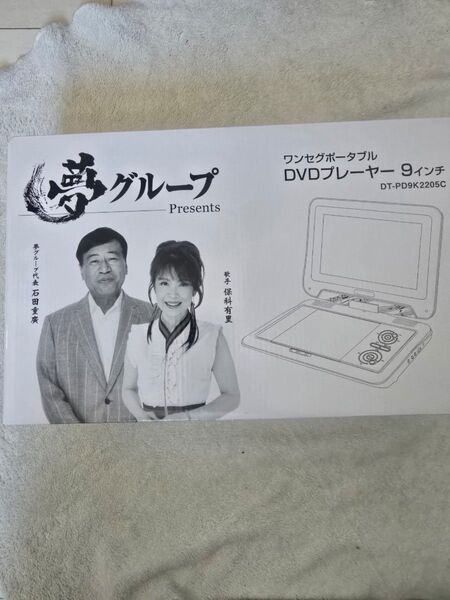 夢グループ
Presents
夢グループ代表 石田重廣
歌手 保科有里
ワンセグポータブル
DVDプレーヤー 9インチ
DT-PD9K2205C